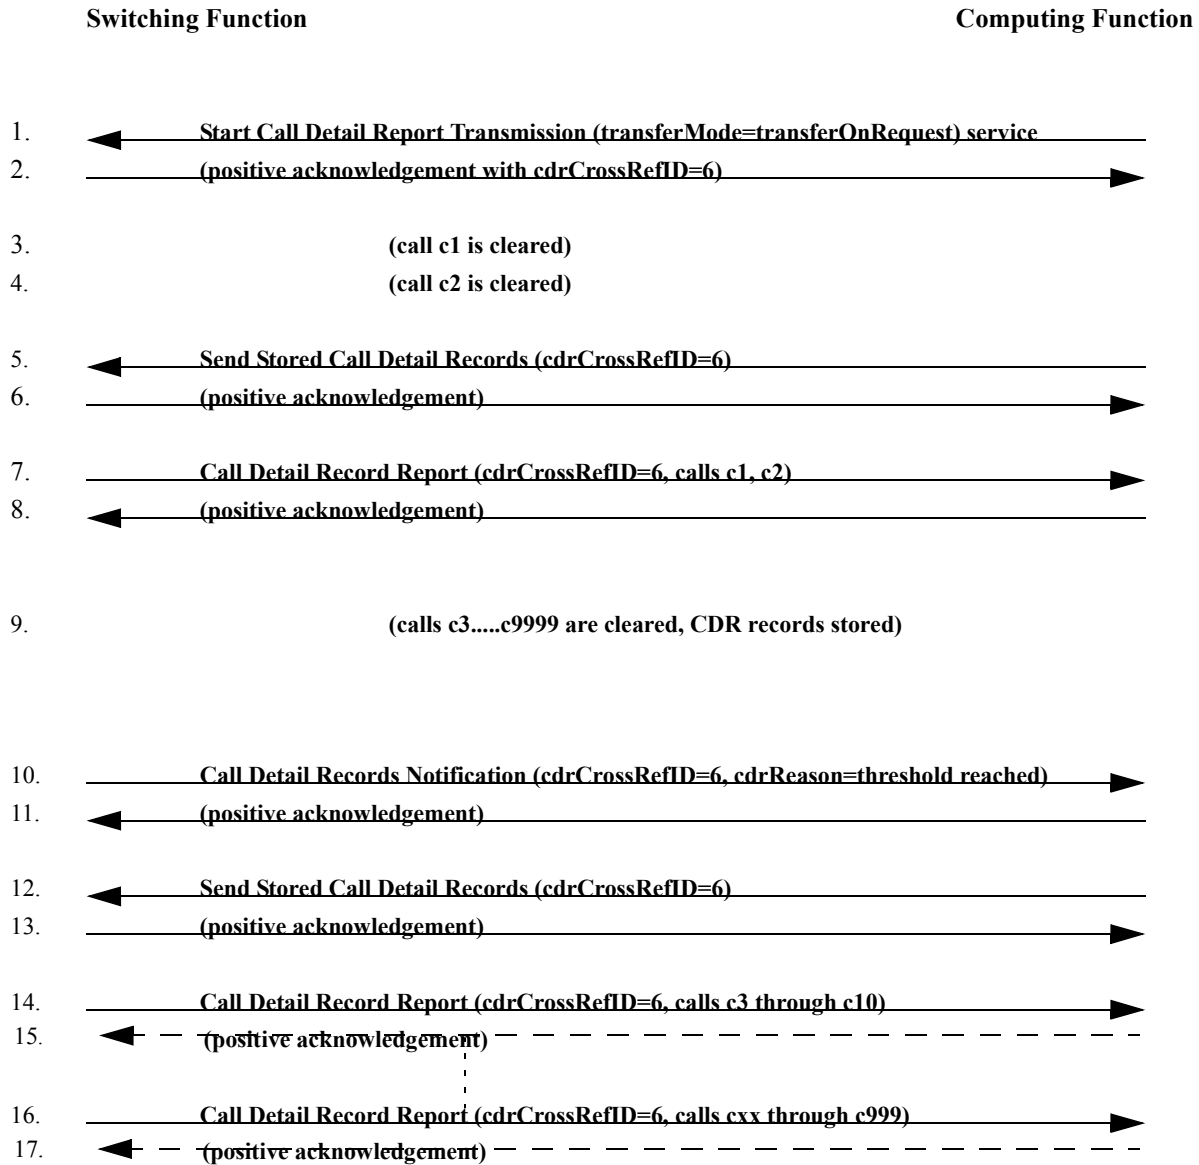 Switching Function Computing Function
1. Start Call Detail Report Transmission (transferMode=transferOnRequest) service
2. (positive acknowledgement with cdrCrossRefID=6)
3. (call c1 is cleared)
4. (call c2 is cleared)
5. Send Stored Call Detail Records (cdrCrossRefID=6)
6. (positive acknowledgement)
7. Call Detail Record Report (cdrCrossRefID=6, calls c1, c2)
8. (positive acknowledgement)
9. (calls c3.....c9999 are cleared, CDR records stored)
10. Call Detail Records Notification (cdrCrossRefID=6, cdrReason=threshold reached)
11. (positive acknowledgement)
12. Send Stored Call Detail Records (cdrCrossRefID=6)
13. (positive acknowledgement)
14. Call Detail Record Report (cdrCrossRefID=6, calls c3 through c10)
15. (positive acknowledgement)
16. Call Detail Record Report (cdrCrossRefID=6, calls cxx through c999)
17. (positive acknowledgement)